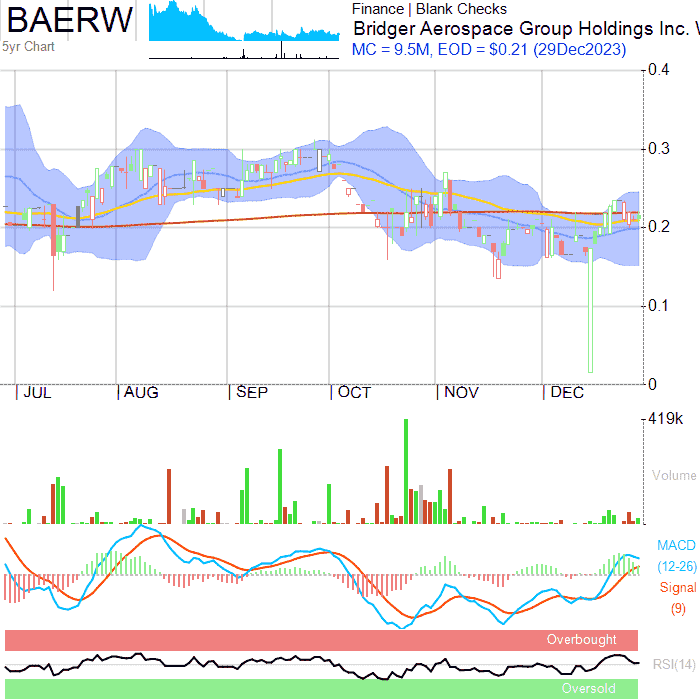 BAERW
5yr Chart
Finance | Blank Checks
Bridger Aerospace Group Holdings Inc. W
MC = 9.5M, EOD = $0.21 (29Dec2023)
0.4
0.3
0.2
0.1
0
JUL AUG SEP OCT NOV DEC
419k
Volume
MACD
(12-26)
Signal
(9)
Overbought
RSI(14)
Oversold